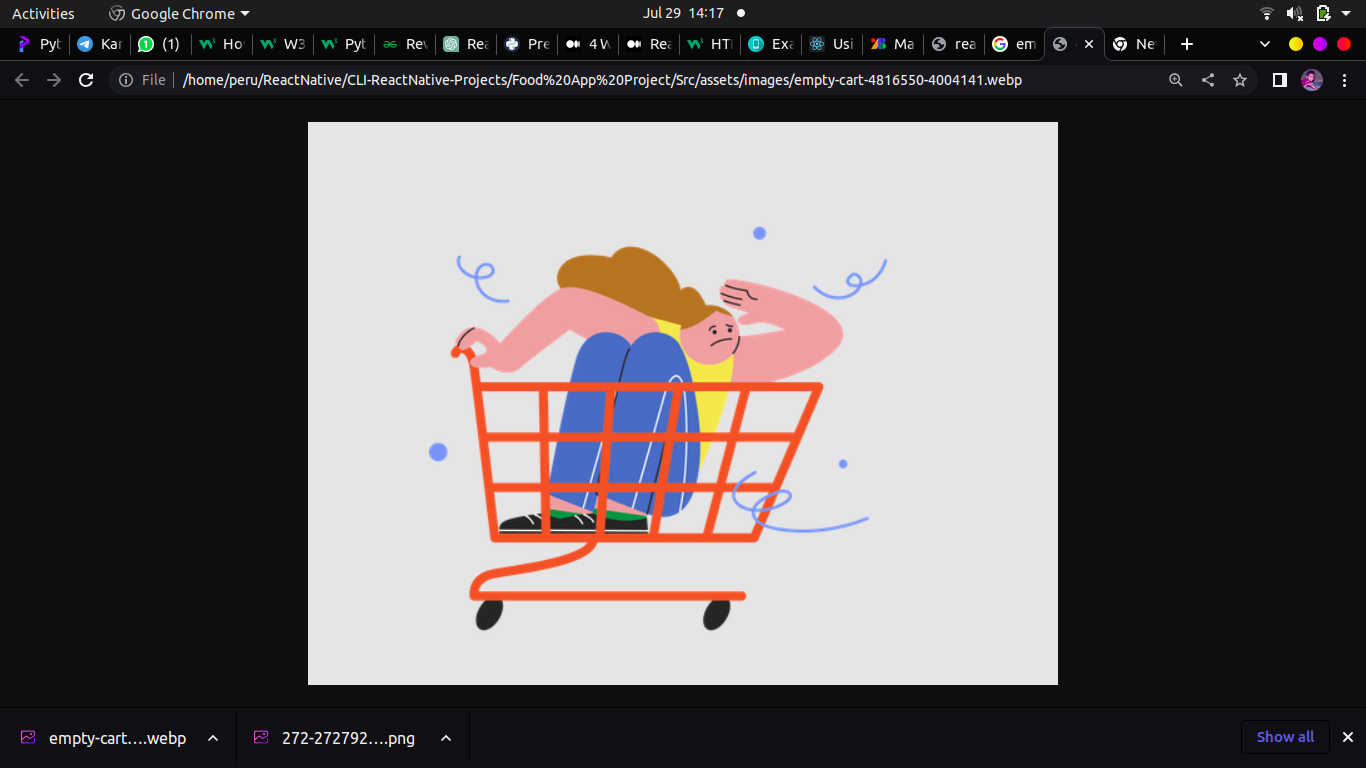 Activities Google Chrome Jul 29 14:17
Pyt Kar (1) Ho W3 Pyt Rev Rea Pre 4 W Rea HTI Exa Usi Ma rea em Ne
File /home/peru/ReactNative/CLI-ReactNative-Projects/Food%20App%20Project/Src/assets/images/empty-cart-4816550-4004141.webp
empty-cart....webp 272-272792....png Show all